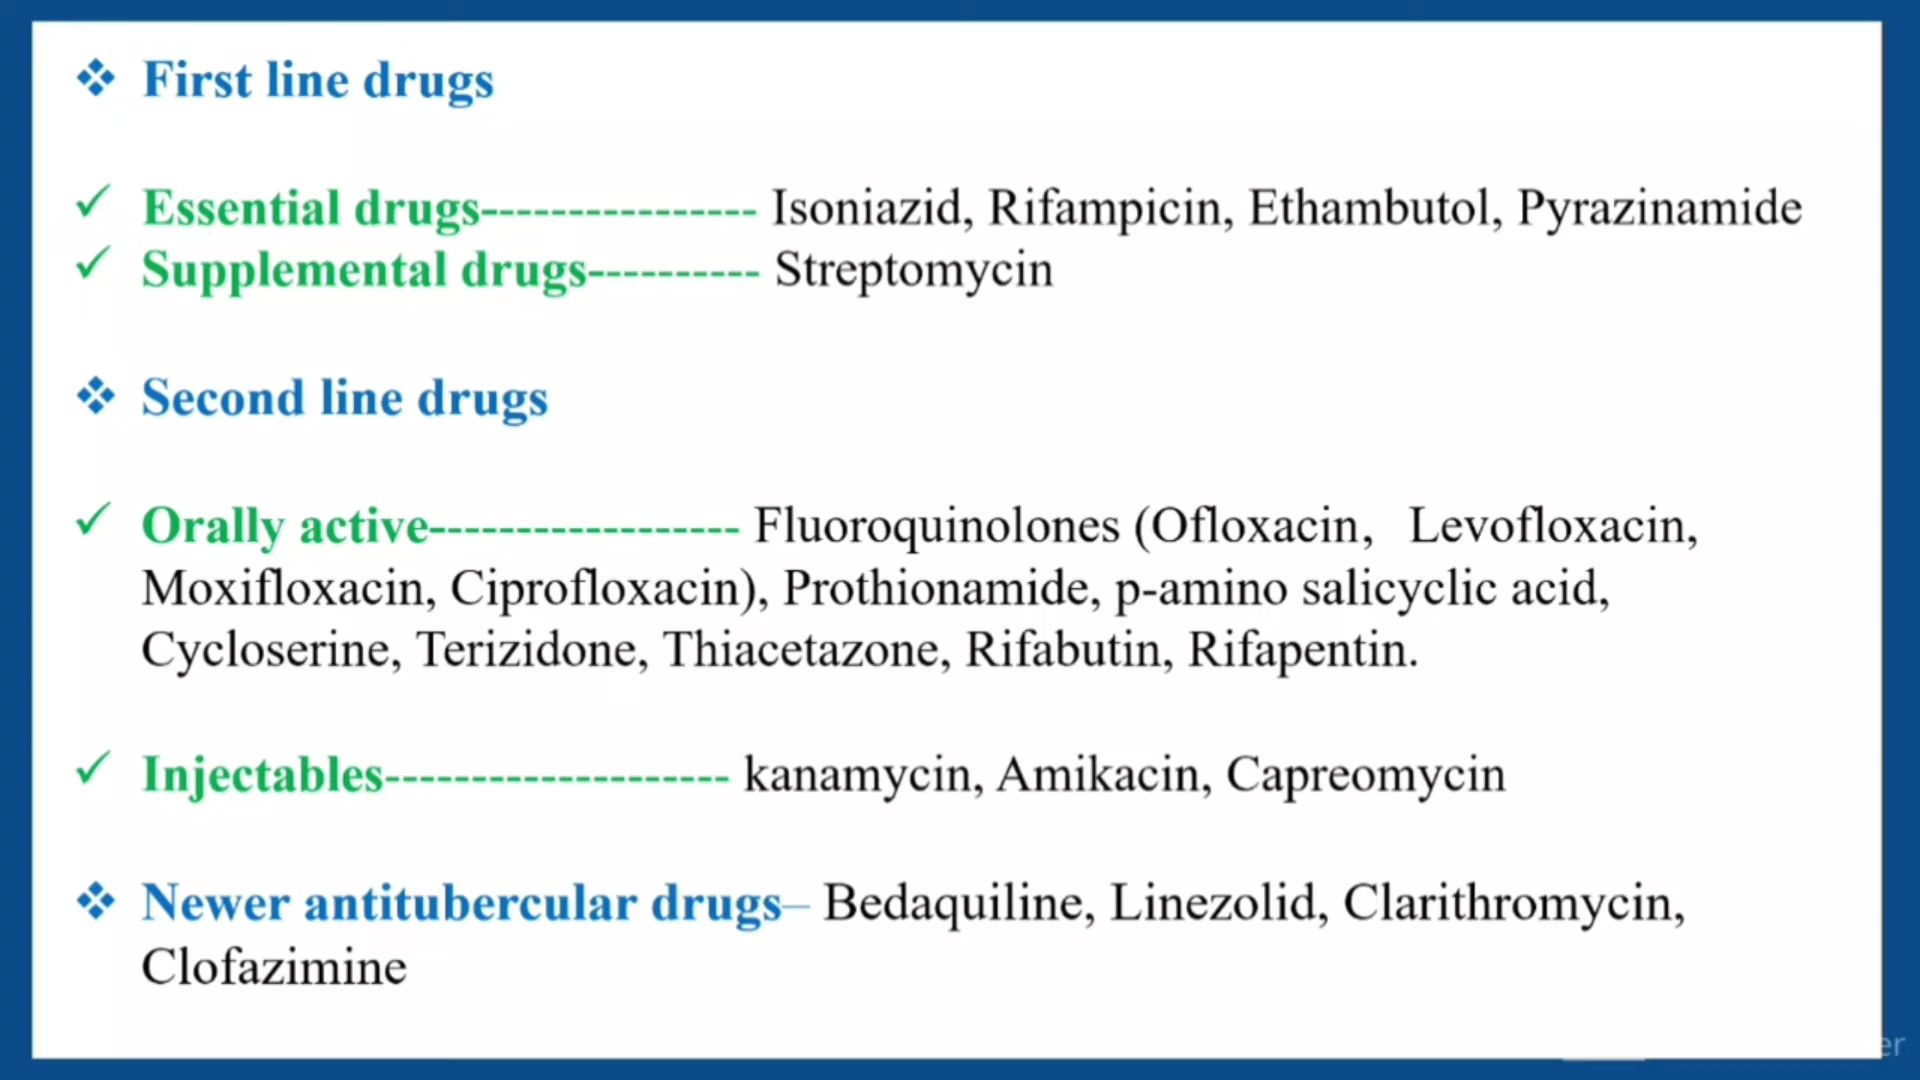 ❖ First line drugs
✓ Essential drugs---------------- Isoniazid, Rifampicin, Ethambutol, Pyrazinamide
✓ Supplemental drugs---------- Streptomycin
❖ Second line drugs
✓ Orally active------------------ Fluoroquinolones (Ofloxacin, Levofloxacin,
Moxifloxacin, Ciprofloxacin), Prothionamide, p-amino salicyclic acid,
Cycloserine, Terizidone, Thiacetazone, Rifabutin, Rifapentin.
✓ Injectables-------------------- kanamycin, Amikacin, Capreomycin
❖ Newer antitubercular drugs– Bedaquiline, Linezolid, Clarithromycin,
Clofazimine